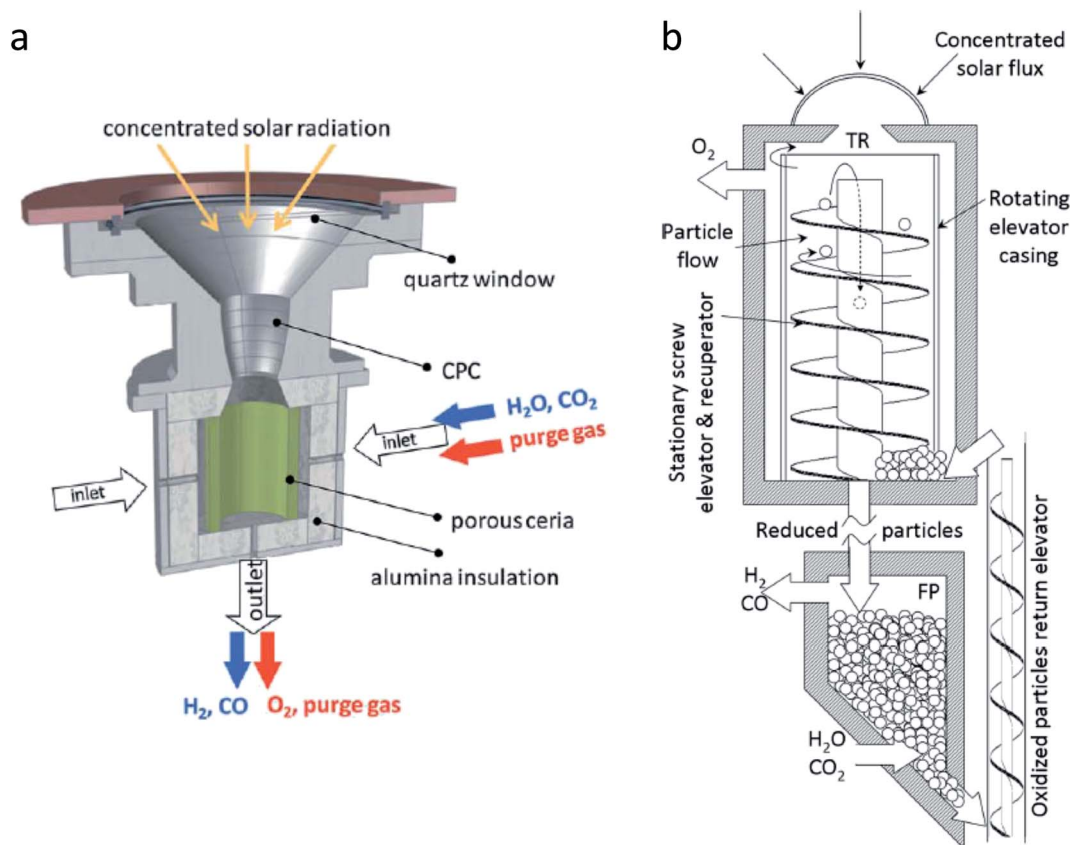 a
concentrated solar radiation
quartz window
CPC
H₂O, CO₂
inlet
purge gas
inlet
porous ceria
alumina insulation
outlet
H₂, CO
O₂, purge gas
b
Concentrated
solar flux
TR
O₂
Rotating
elevator
casing
Particle
flow
Stationary screw
elevator & recuperator
Reduced
particles
H₂
CO
FP
H₂O
CO₂
Oxidized particles return elevator